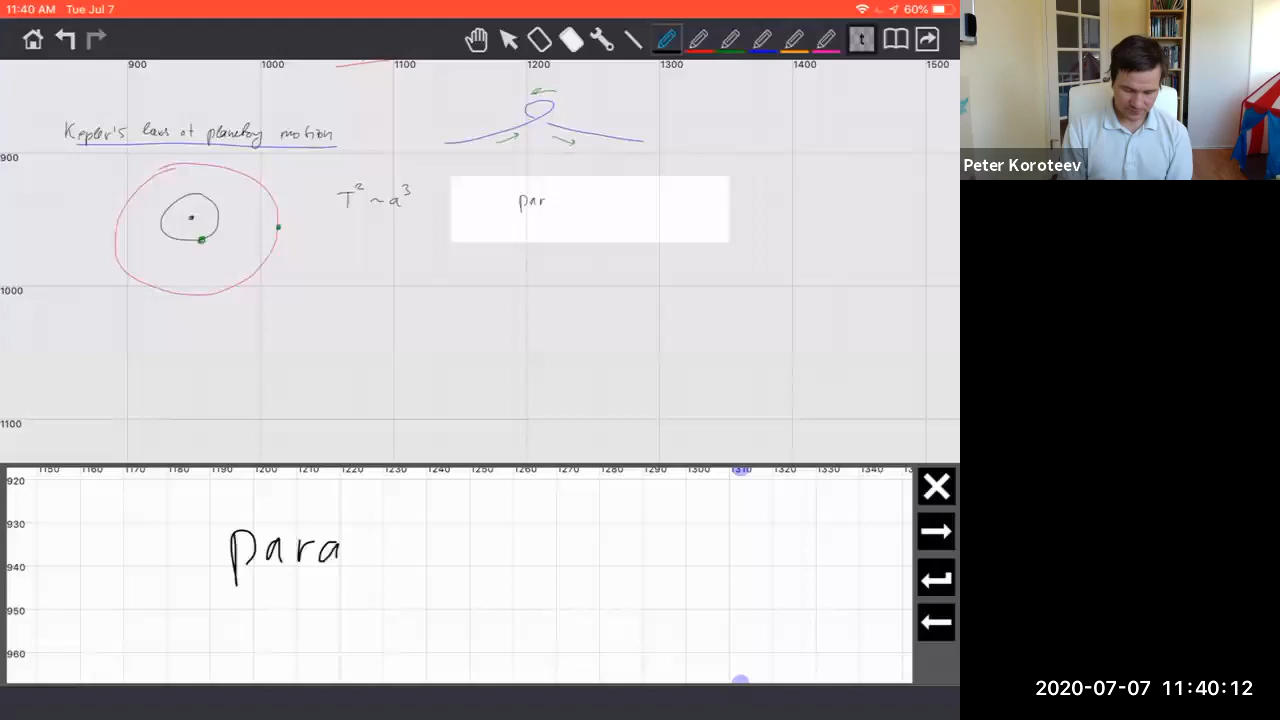 11:40 AM Tue Jul 7
60%
t
900 1000 1100 1200 1300 1400 1500
Kepler's laws of planetary motion
900
T² ~ a³
par
1000
1100
1150 1160 1170 1180 1190 1200 1210 1220 1230 1240 1250 1260 1270 1280 1290 1300 1310 1320 1330 1340
920
930
para
940
950
960
Peter Koroteev
2020-07-07 11:40:12